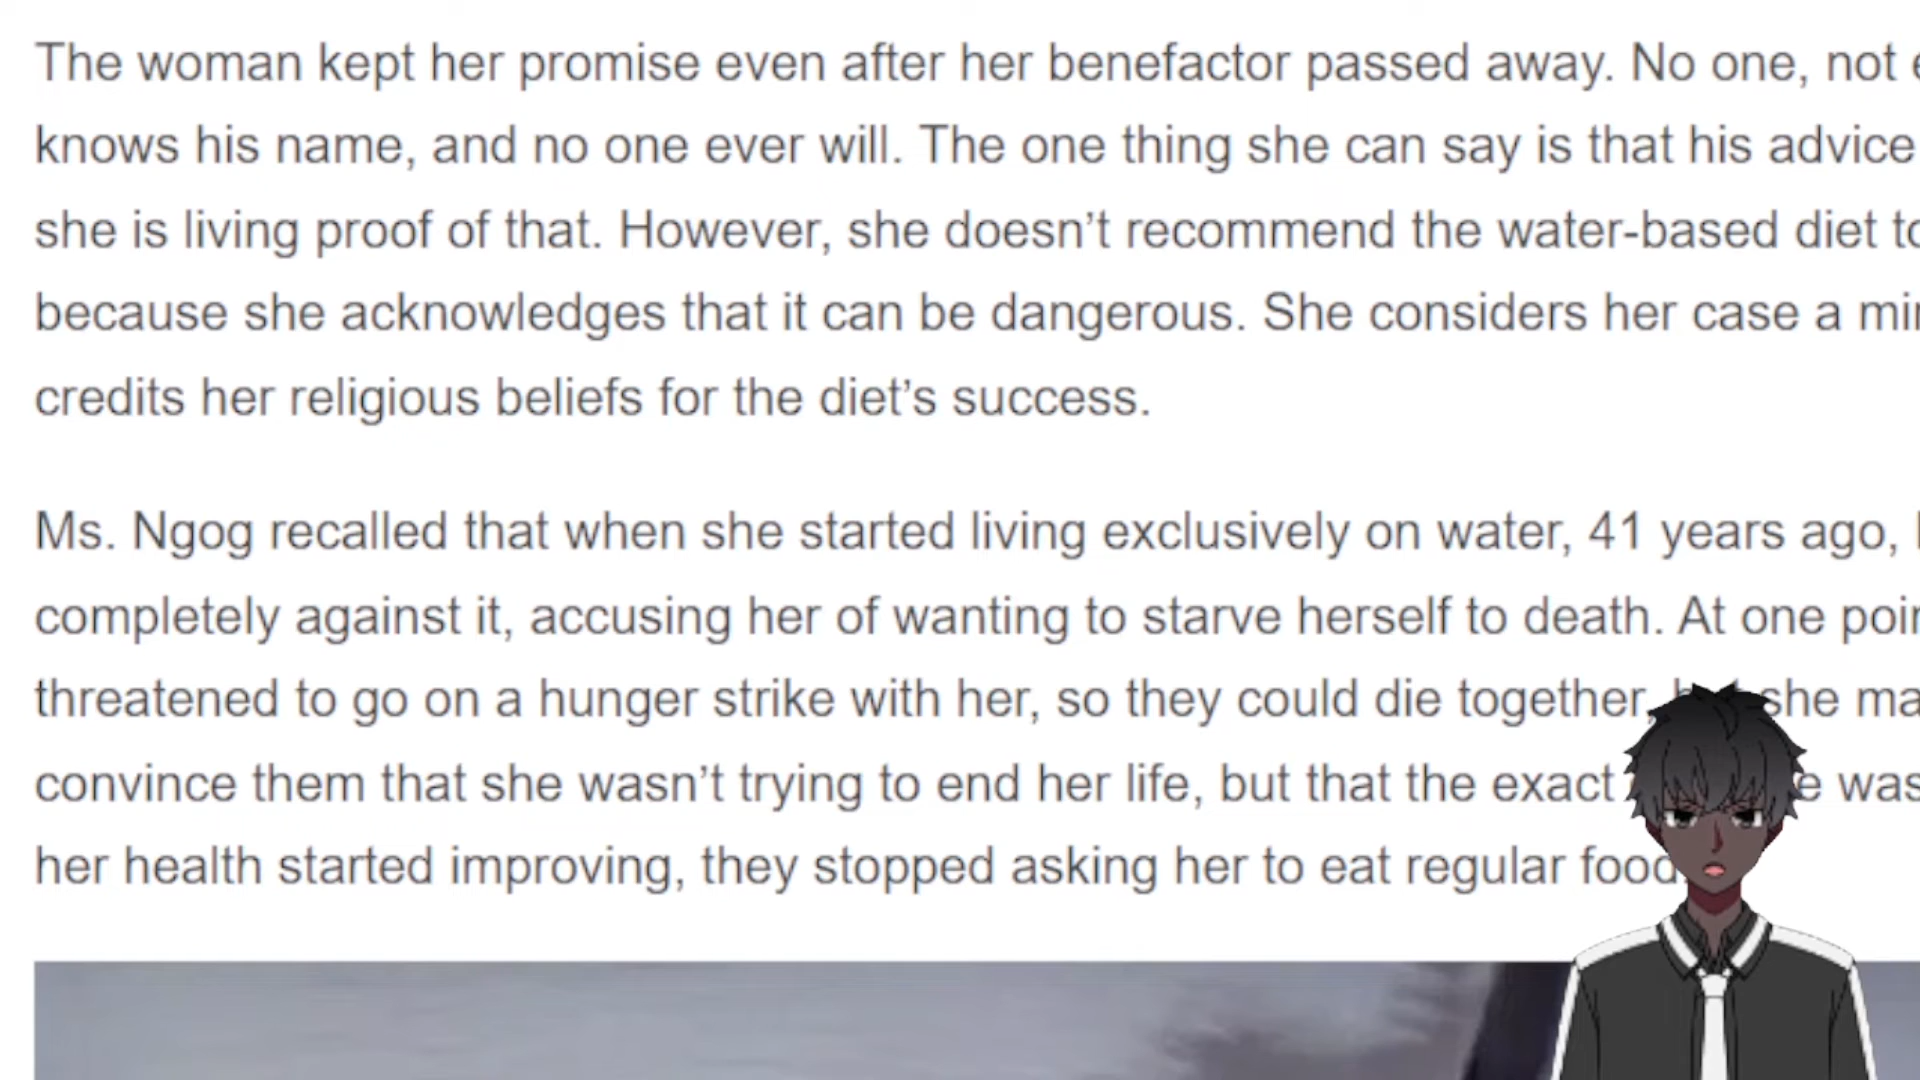 The woman kept her promise even after her benefactor passed away. No one, not
knows his name, and no one ever will. The one thing she can say is that his advice
she is living proof of that. However, she doesn’t recommend the water-based diet
because she acknowledges that it can be dangerous. She considers her case a
credits her religious beliefs for the diet’s success.
Ms. Ngog recalled that when she started living exclusively on water, 41 years ago,
completely against it, accusing her of wanting to starve herself to death. At one
threatened to go on a hunger strike with her, so they could die together, she
convince them that she wasn’t trying to end her life, but that the exact was
her health started improving, they stopped asking her to eat regular food.